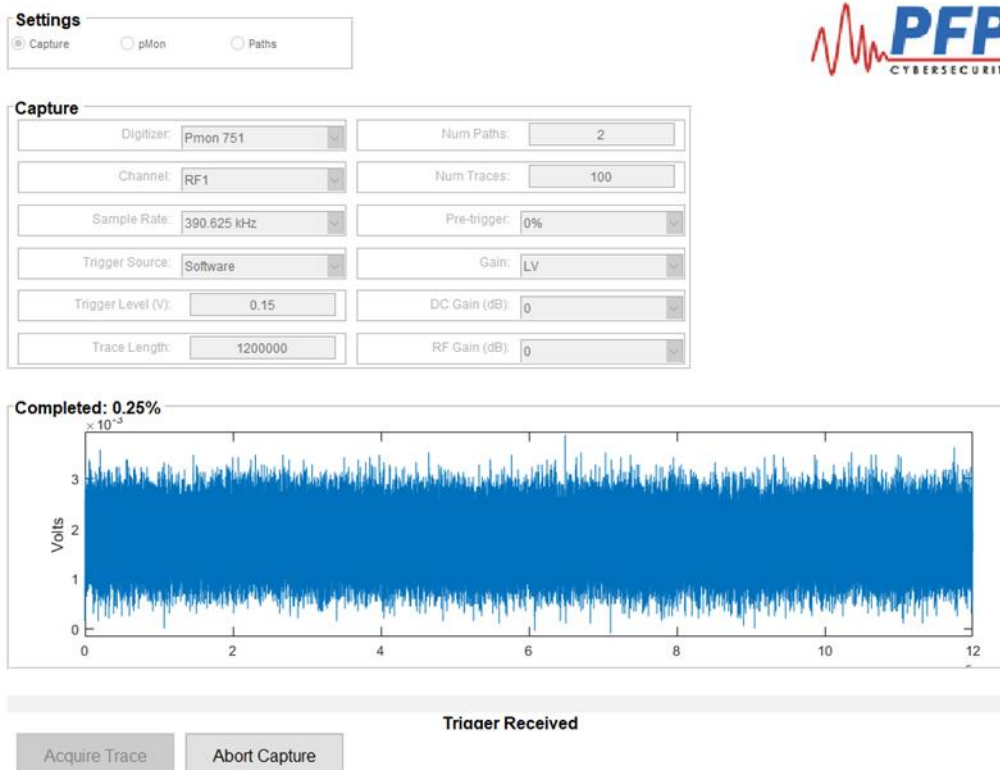 Settings
Capture pMon Paths
PFP
CYBERSECURIT
Capture
Digitizer: Pmon 751 Num Paths: 2
Channel: RF1 Num Traces: 100
Sample Rate: 390.625 kHz Pre-trigger: 0%
Trigger Source: Software Gain: LV
Trigger Level (V): 0.15 DC Gain (dB): 0
Trace Length: 1200000 RF Gain (dB): 0
Completed: 0.25%
× 10⁻³
3
2
1
0
Volts
0 2 4 6 8 10 12
Trigger Received
Acquire Trace Abort Capture